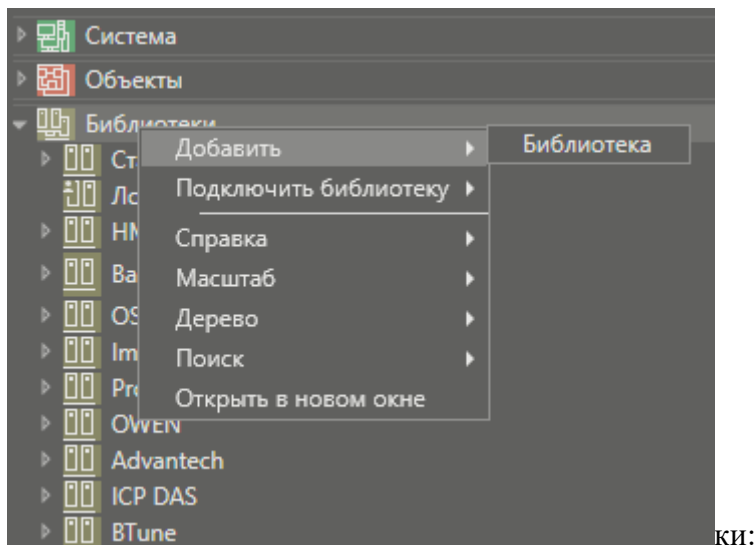 Система
Объекты
Библиотеки
Добавить
Библиотека
Подключить библиотеку
Справка
Масштаб
Дерево
Поиск
Открыть в новом окне
OWEN
Advantech
ICP DAS
BTune
ки: